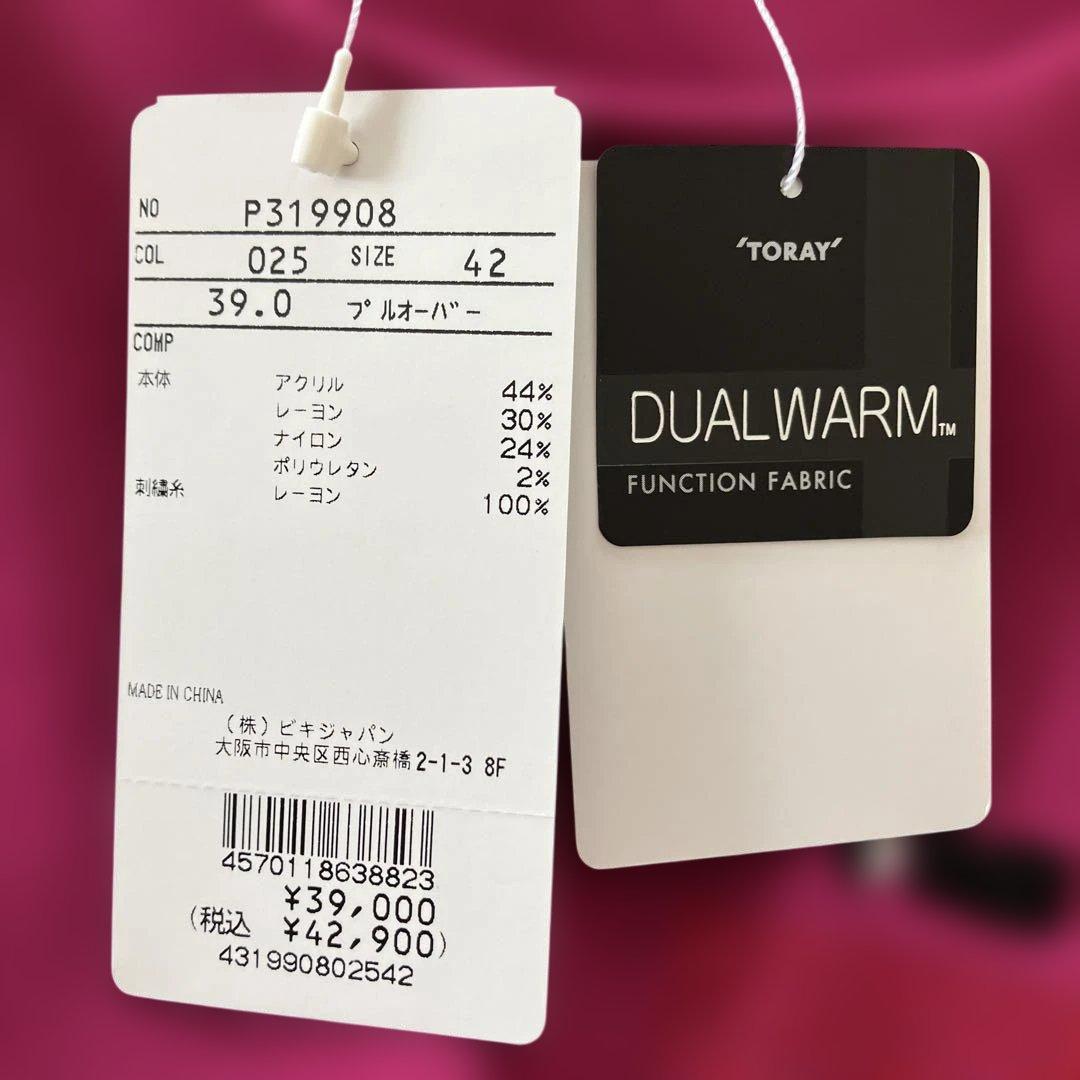 NO P319908
COL 025 SIZE 42
39.0 プルオーバー
COMP
本体 アクリル 44%
レーヨン 30%
ナイロン 24%
ポリウレタン 2%
刺繍糸 レーヨン 100%
MADE IN CHINA
(株)ビキジャパン
大阪市中央区西心斎橋2-1-3 8F
4570118638823
¥39,000
(税込 ¥42,900)
431990802542
'TORAY'
DUALWARM™
FUNCTION FABRIC